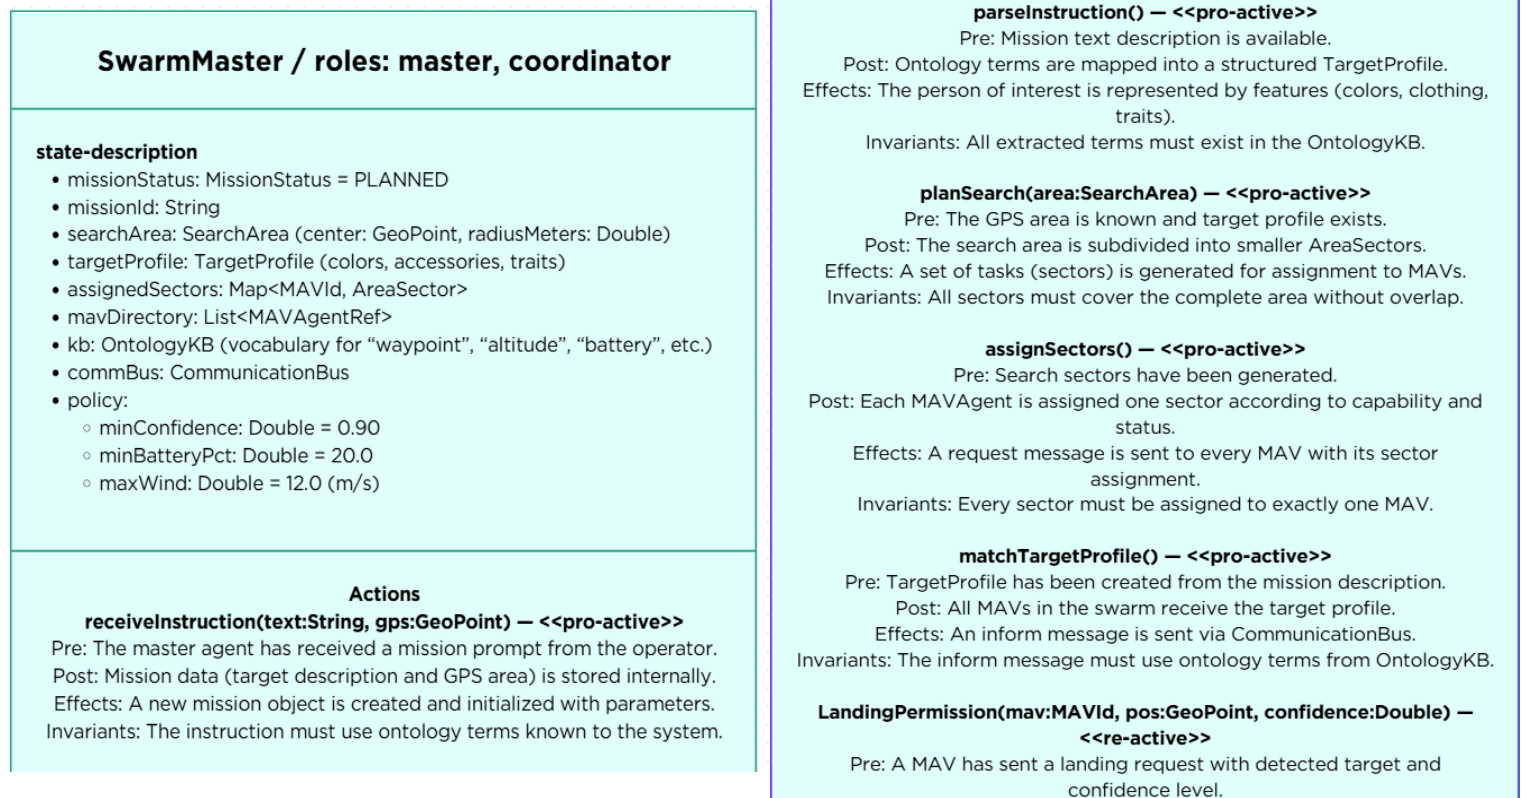 SwarmMaster / roles: master, coordinator
state-description
• missionStatus: MissionStatus = PLANNED
• missionId: String
• searchArea: SearchArea (center: GeoPoint, radiusMeters: Double)
• targetProfile: TargetProfile (colors, accessories, traits)
• assignedSectors: Map<MAVId, AreaSector>
• mavDirectory: List<MAVAgentRef>
• kb: OntologyKB (vocabulary for “waypoint”, “altitude”, “battery”, etc.)
• commBus: CommunicationBus
• policy:
◦ minConfidence: Double = 0.90
◦ minBatteryPct: Double = 20.0
◦ maxWind: Double = 12.0 (m/s)
Actions
receiveInstruction(text:String, gps:GeoPoint) — <<pro-active>>
Pre: The master agent has received a mission prompt from the operator.
Post: Mission data (target description and GPS area) is stored internally.
Effects: A new mission object is created and initialized with parameters.
Invariants: The instruction must use ontology terms known to the system.
parseInstruction() — <<pro-active>>
Pre: Mission text description is available.
Post: Ontology terms are mapped into a structured TargetProfile.
Effects: The person of interest is represented by features (colors, clothing,
traits).
Invariants: All extracted terms must exist in the OntologyKB.
planSearch(area:SearchArea) — <<pro-active>>
Pre: The GPS area is known and target profile exists.
Post: The search area is subdivided into smaller AreaSectors.
Effects: A set of tasks (sectors) is generated for assignment to MAVs.
Invariants: All sectors must cover the complete area without overlap.
assignSectors() — <<pro-active>>
Pre: Search sectors have been generated.
Post: Each MAVAgent is assigned one sector according to capability and
status.
Effects: A request message is sent to every MAV with its sector
assignment.
Invariants: Every sector must be assigned to exactly one MAV.
matchTargetProfile() — <<pro-active>>
Pre: TargetProfile has been created from the mission description.
Post: All MAVs in the swarm receive the target profile.
Effects: An inform message is sent via CommunicationBus.
Invariants: The inform message must use ontology terms from OntologyKB.
LandingPermission(mav:MAVId, pos:GeoPoint, confidence:Double) —
<<re-active>>
Pre: A MAV has sent a landing request with detected target and
confidence level.